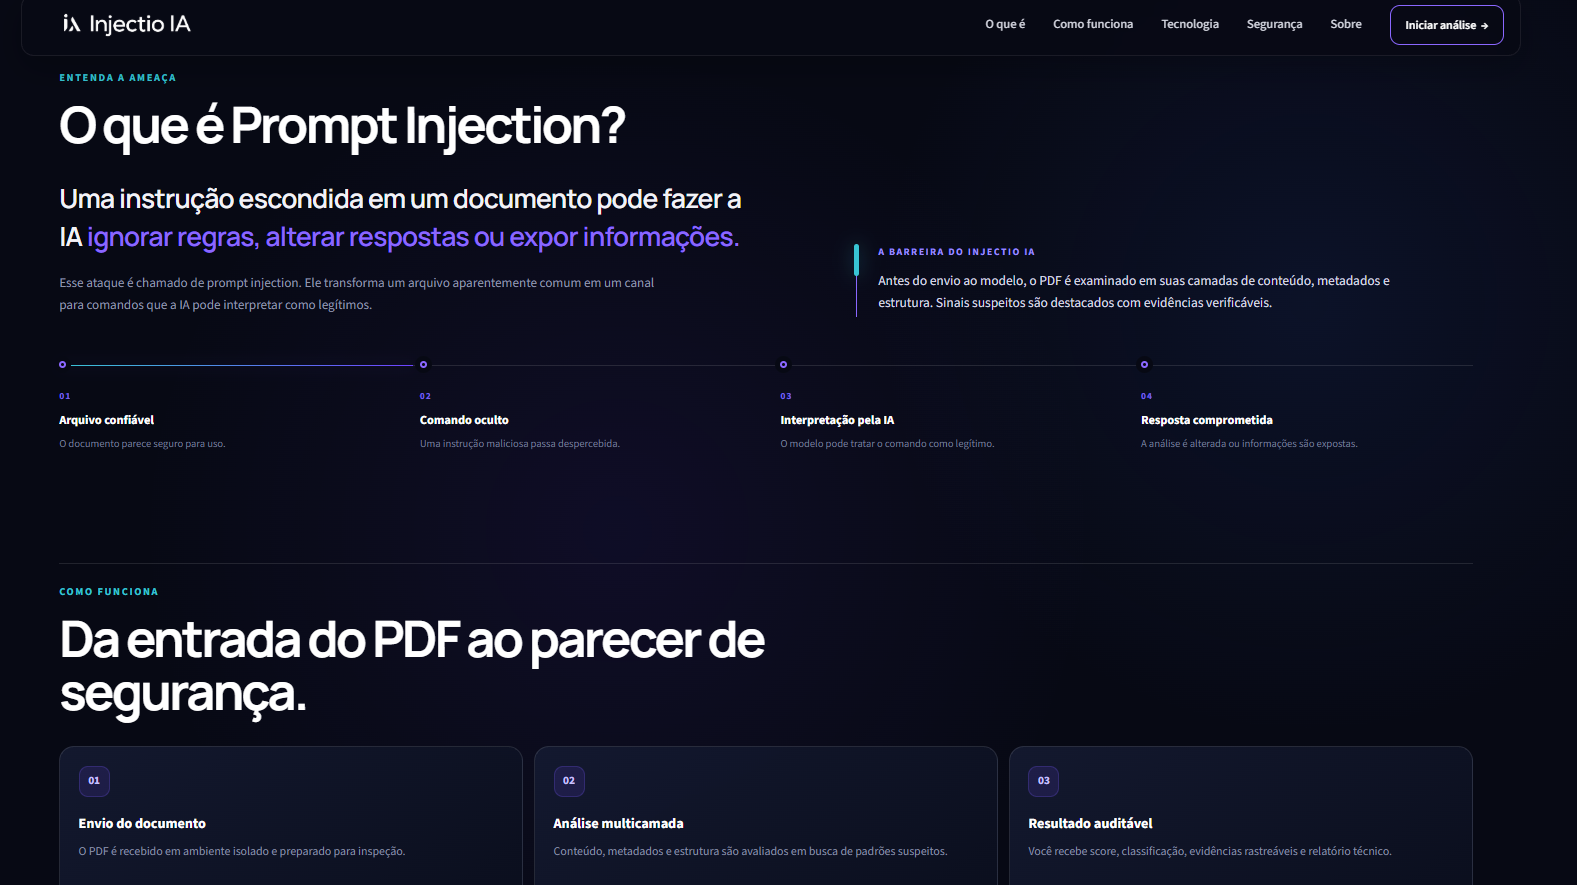 Injectio IA
O que é
Como funciona
Tecnologia
Segurança
Sobre
Iniciar análise →
ENTENDA A AMEAÇA
O que é Prompt Injection?
Uma instrução escondida em um documento pode fazer a
IA ignorar regras, alterar respostas ou expor informações.
Esse ataque é chamado de prompt injection. Ele transforma um arquivo aparentemente comum em um canal
para comandos que a IA pode interpretar como legítimos.
A BARREIRA DO INJECTIO IA
Antes do envio ao modelo, o PDF é examinado em suas camadas de conteúdo, metadados e
estrutura. Sinais suspeitos são destacados com evidências verificáveis.
01
Arquivo confiável
O documento parece seguro para uso.
02
Comando oculto
Uma instrução maliciosa passa despercebida.
03
Interpretação pela IA
O modelo pode tratar o comando como legítimo.
04
Resposta comprometida
A análise é alterada ou informações são expostas.
COMO FUNCIONA
Da entrada do PDF ao parecer de
segurança.
01
Envio do documento
O PDF é recebido em ambiente isolado e preparado para inspeção.
02
Análise multicamada
Conteúdo, metadados e estrutura são avaliados em busca de padrões suspeitos.
03
Resultado auditável
Você recebe score, classificação, evidências rastreáveis e relatório técnico.